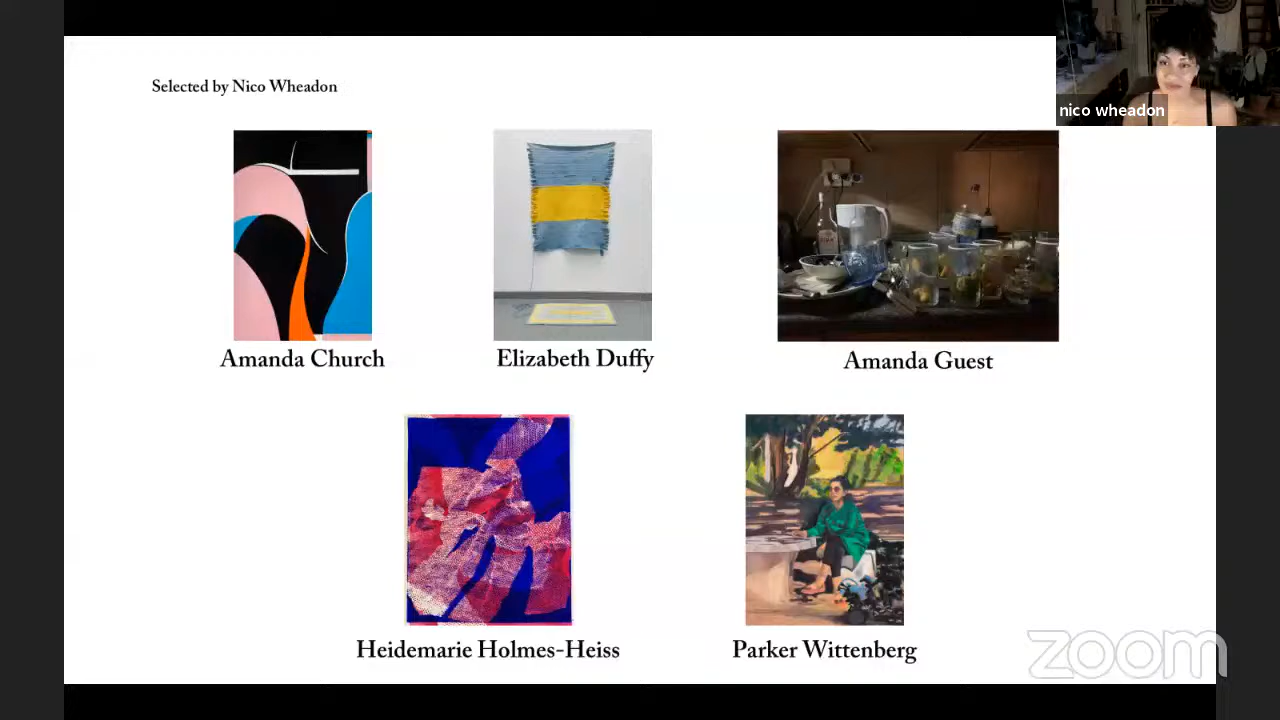 Selected by Nico Wheadon
nico wheadon
Amanda Church
Elizabeth Duffy
Amanda Guest
Heidemarie Holmes-Heiss
Parker Wittenberg
zoom